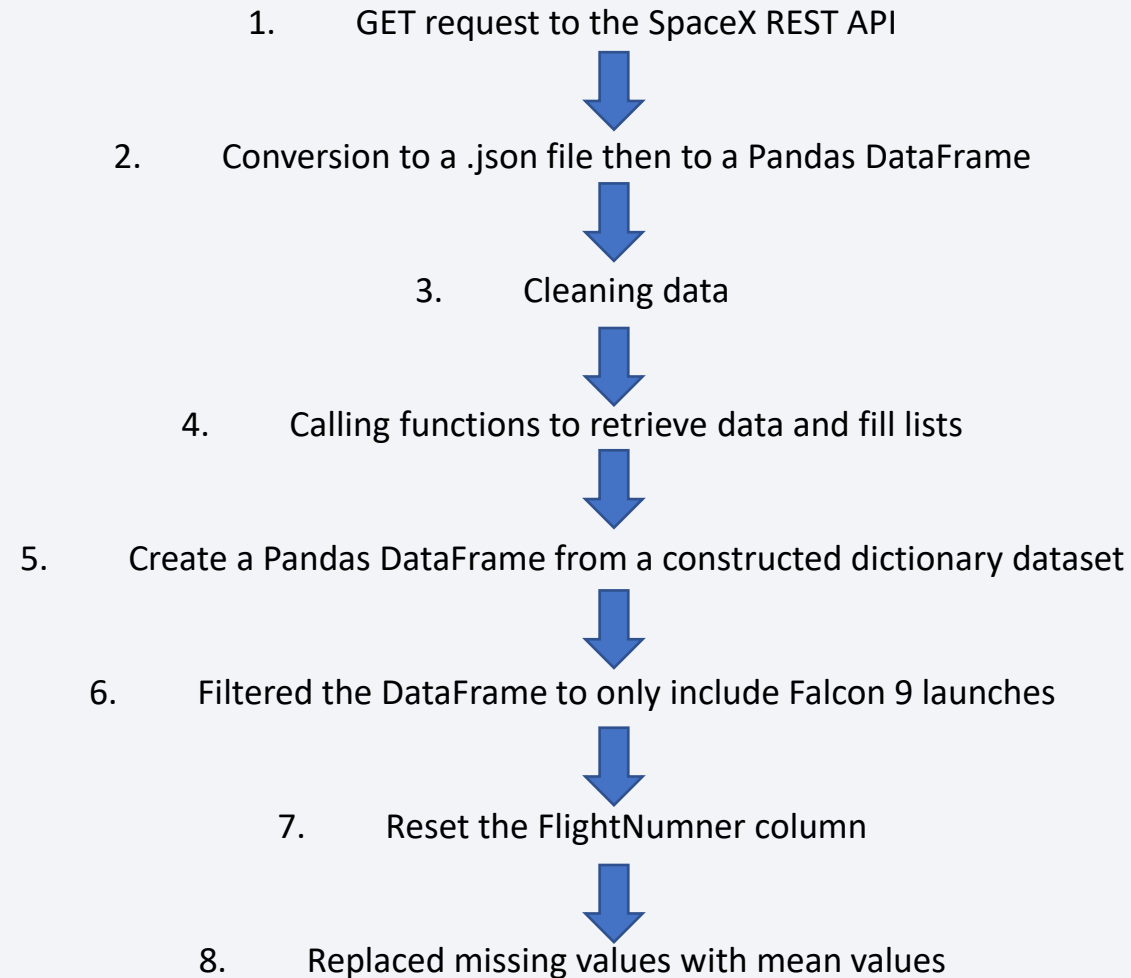 1. GET request to the SpaceX REST API
2. Conversion to a .json file then to a Pandas DataFrame
3. Cleaning data
4. Calling functions to retrieve data and fill lists
5. Create a Pandas DataFrame from a constructed dictionary dataset
6. Filtered the DataFrame to only include Falcon 9 launches
7. Reset the FlightNumner column
8. Replaced missing values with mean values